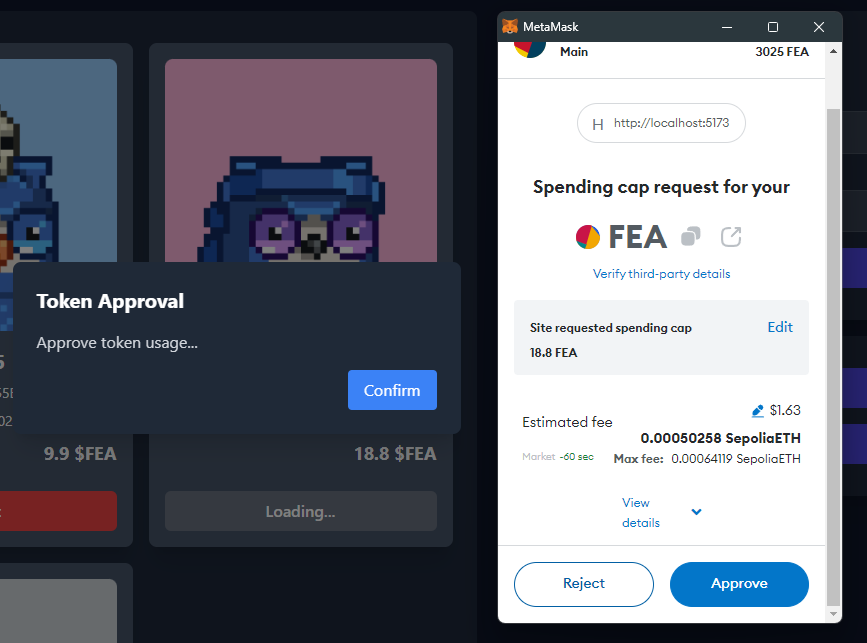 MetaMask
Main
3025 FEA
H http://localhost:5173
Spending cap request for your
FEA
Verify third-party details
Site requested spending cap
Edit
18.8 FEA
Estimated fee
$1.63
0.00050258 SepoliaETH
Market ~60 sec
Max fee: 0.00064119 SepoliaETH
View
details
Reject
Approve
Token Approval
Approve token usage...
Confirm
9.9 $FEA
18.8 $FEA
Loading...